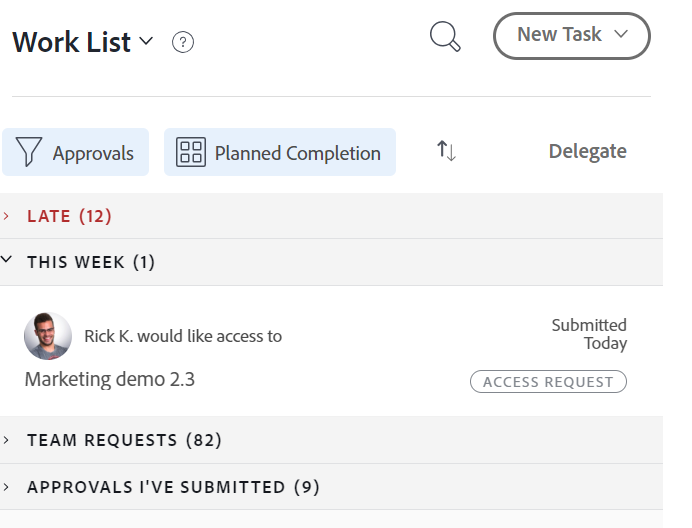 Work List ?
New Task
Approvals Planned Completion Delegate
LATE (12)
THIS WEEK (1)
Rick K. would like access to
Submitted
Today
Marketing demo 2.3
ACCESS REQUEST
TEAM REQUESTS (82)
APPROVALS I'VE SUBMITTED (9)